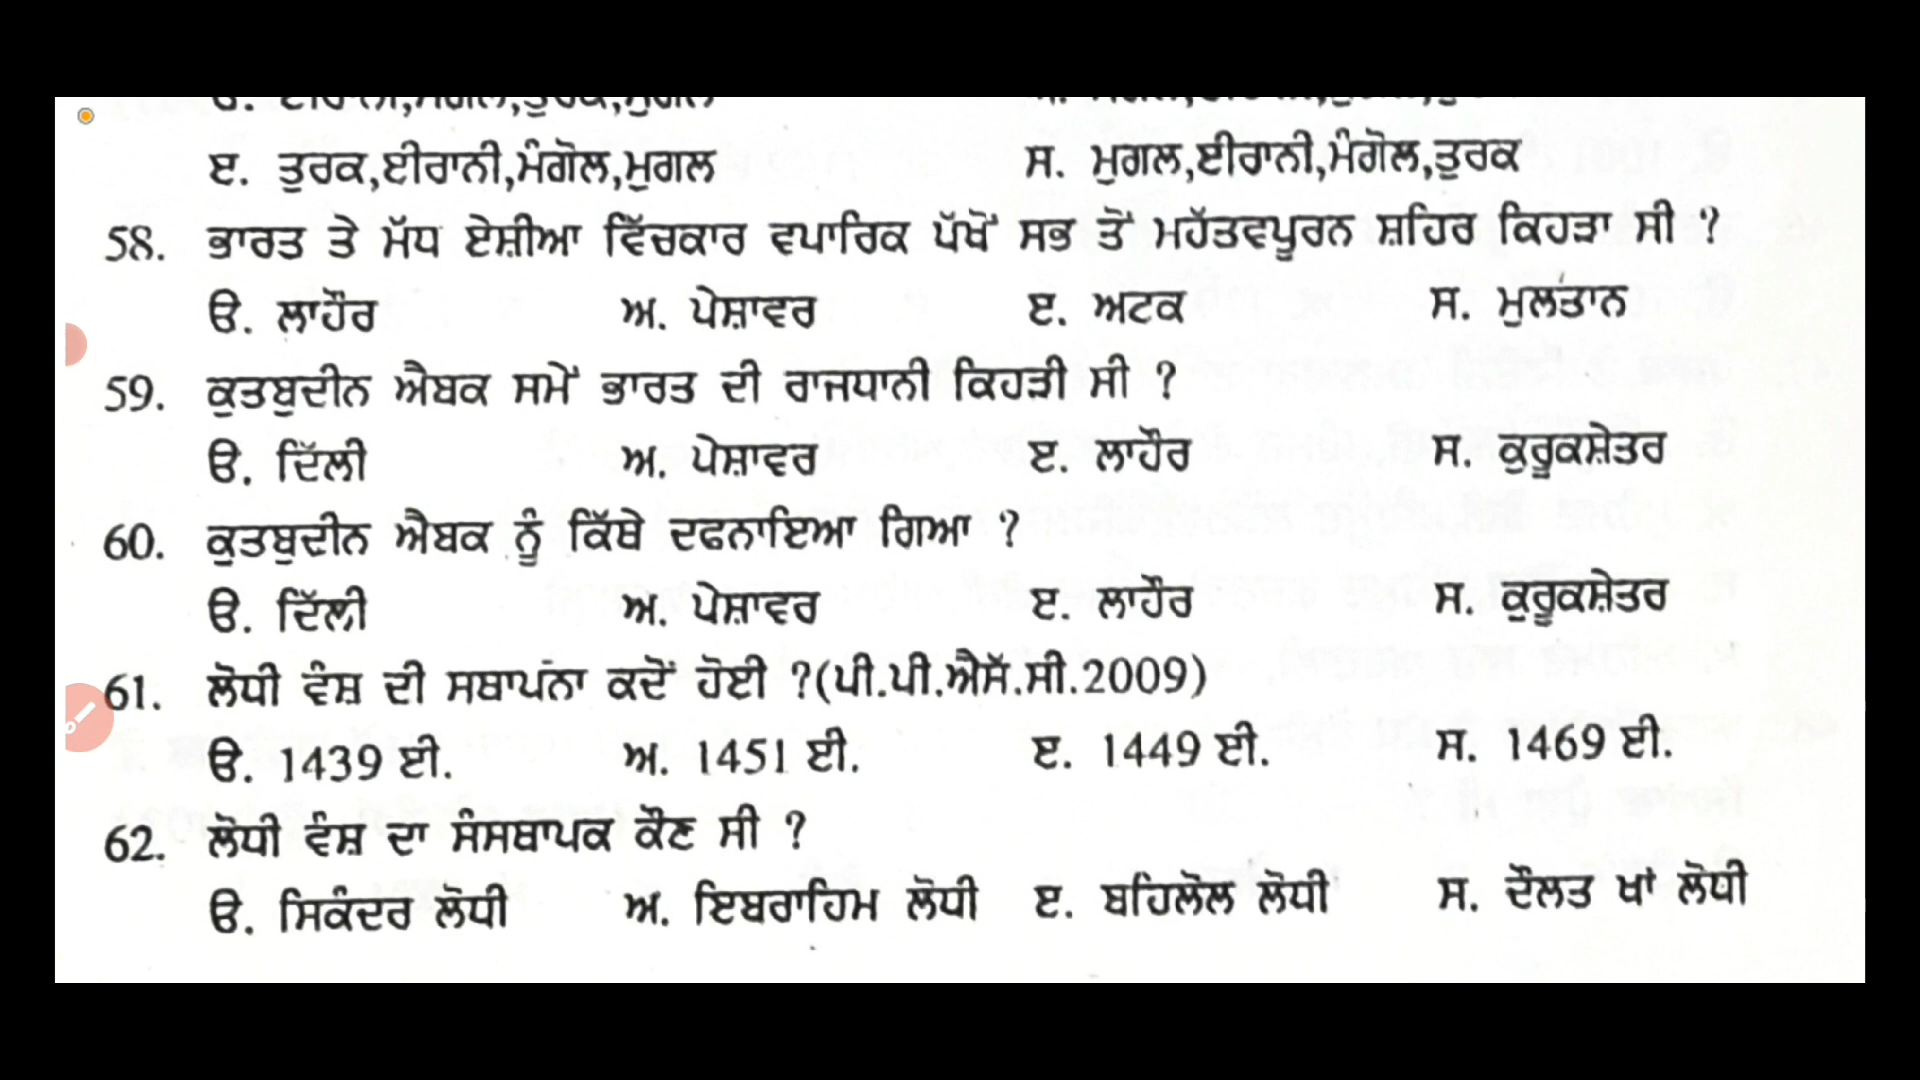 ੲ. ਤੁਰਕ,ਈਰਾਨੀ,ਮੰਗੋਲ,ਮੁਗਲ ਸ. ਮੁਗਲ,ਈਰਾਨੀ,ਮੰਗੋਲ,ਤੁਰਕ
58. ਭਾਰਤ ਤੇ ਮੱਧ ਏਸ਼ੀਆ ਵਿੱਚਕਾਰ ਵਪਾਰਿਕ ਪੱਖੋਂ ਸਭ ਤੋਂ ਮਹੱਤਵਪੂਰਨ ਸ਼ਹਿਰ ਕਿਹੜਾ ਸੀ ?
ੳ. ਲਾਹੌਰ ਅ. ਪੇਸ਼ਾਵਰ ੲ. ਅਟਕ ਸ. ਮੁਲਤਾਨ
59. ਕੁਤਬੁਦੀਨ ਐਬਕ ਸਮੇਂ ਭਾਰਤ ਦੀ ਰਾਜਧਾਨੀ ਕਿਹੜੀ ਸੀ ?
ੳ. ਦਿੱਲੀ ਅ. ਪੇਸ਼ਾਵਰ ੲ. ਲਾਹੌਰ ਸ. ਕੁਰੂਕਸ਼ੇਤਰ
60. ਕੁਤਬੁਦੀਨ ਐਬਕ ਨੂੰ ਕਿੱਥੇ ਦਫਨਾਇਆ ਗਿਆ ?
ੳ. ਦਿੱਲੀ ਅ. ਪੇਸ਼ਾਵਰ ੲ. ਲਾਹੌਰ ਸ. ਕੁਰੂਕਸ਼ੇਤਰ
61. ਲੋਧੀ ਵੰਸ਼ ਦੀ ਸਥਾਪਨਾ ਕਦੋਂ ਹੋਈ ?(ਪੀ.ਪੀ.ਐਸੱ.ਸੀ.2009)
ੳ. 1439 ਈ. ਅ. 1451 ਈ. ੲ. 1449 ਈ. ਸ. 1469 ਈ.
62. ਲੋਧੀ ਵੰਸ਼ ਦਾ ਸੰਸਥਾਪਕ ਕੌਣ ਸੀ ?
ੳ. ਸਿਕੰਦਰ ਲੋਧੀ ਅ. ਇਬਰਾਹਿਮ ਲੋਧੀ ੲ. ਬਹਿਲੋਲ ਲੋਧੀ ਸ. ਦੌਲਤ ਖਾਂ ਲੋਧੀ